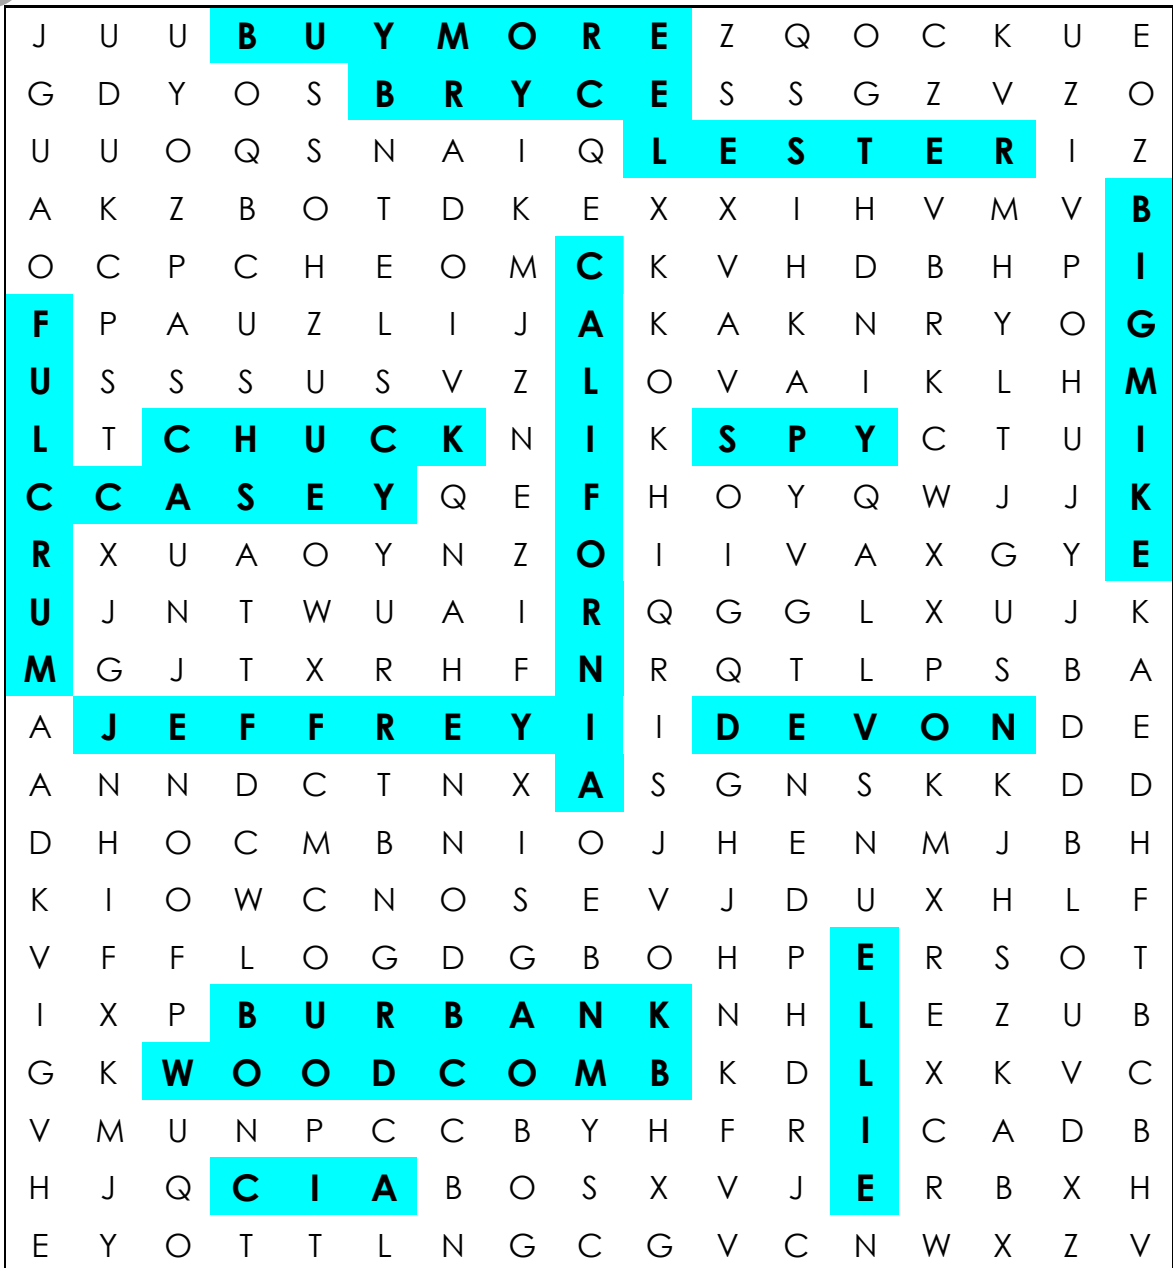 J U U B U Y M O R E Z Q O C K U E
G D Y O S B R Y C E S S G Z V Z O
U U O Q S N A I Q L E S T E R I Z
A K Z B O T D K E X X I H V M V B
O C P C H E O M C K V H D B H P I
F P A U Z L I J A K A K N R Y O G
U S S S U S V Z L O V A I K L H M
L T C H U C K N I K S P Y C T U I
C C A S E Y Q E F H O Y Q W J J K
R X U A O Y N Z O I I V A X G Y E
U J N T W U A I R Q G G L X U J K
M G J T X R H F N R Q T L P S B A
A J E F F R E Y I I D E V O N D E
A N N D C T N X A S G N S K K D D
D H O C M B N I O J H E N M J B H
K I O W C N O S E V J D U X H L F
V F F L O G D G B O H P E R S O T
I X P B U R B A N K N H L E Z U B
G K W O O D C O M B K D L X K V C
V M U N P C C B Y H F R I C A D B
H J Q C I A B O S X V J E R B X H
E Y O T T L N G C G V C N W X Z V